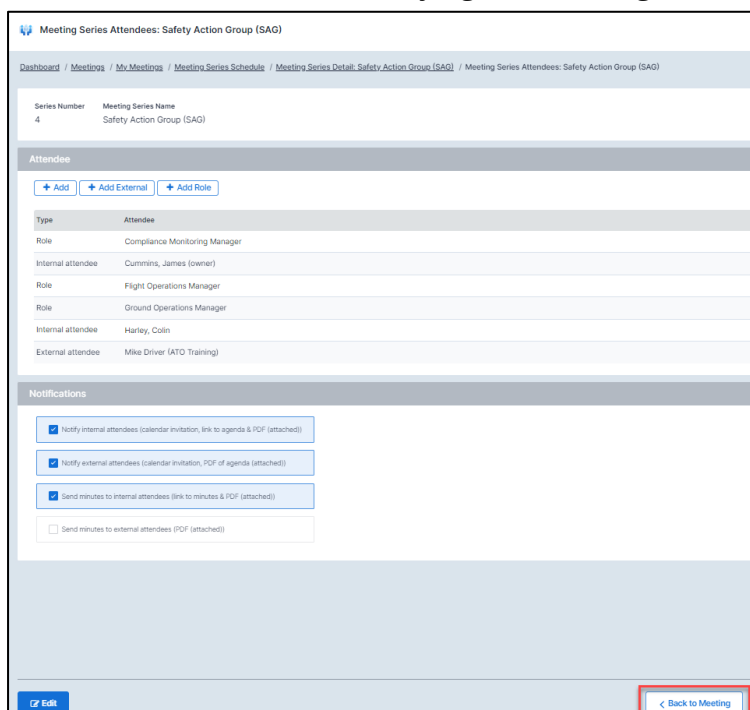 Meeting Series Attendees: Safety Action Group (SAG)
Dashboard / Meetings / My Meetings / Meeting Series Schedule / Meeting Series Detail: Safety Action Group (SAG) / Meeting Series Attendees: Safety Action Group (SAG)
Series Number Meeting Series Name
4 Safety Action Group (SAG)
Attendee
+ Add + Add External + Add Role
Type Attendee
Role Compliance Monitoring Manager
Internal attendee Cummins, James (owner)
Role Flight Operations Manager
Role Ground Operations Manager
Internal attendee Harley, Colin
External attendee Mike Driver (ATO Training)
Notifications
Notify internal attendees (calendar invitation, link to agenda & PDF (attached))
Notify external attendees (calendar invitation, PDF of agenda (attached))
Send minutes to internal attendees (link to minutes & PDF (attached))
Send minutes to external attendees (PDF (attached))
Edit < Back to Meeting